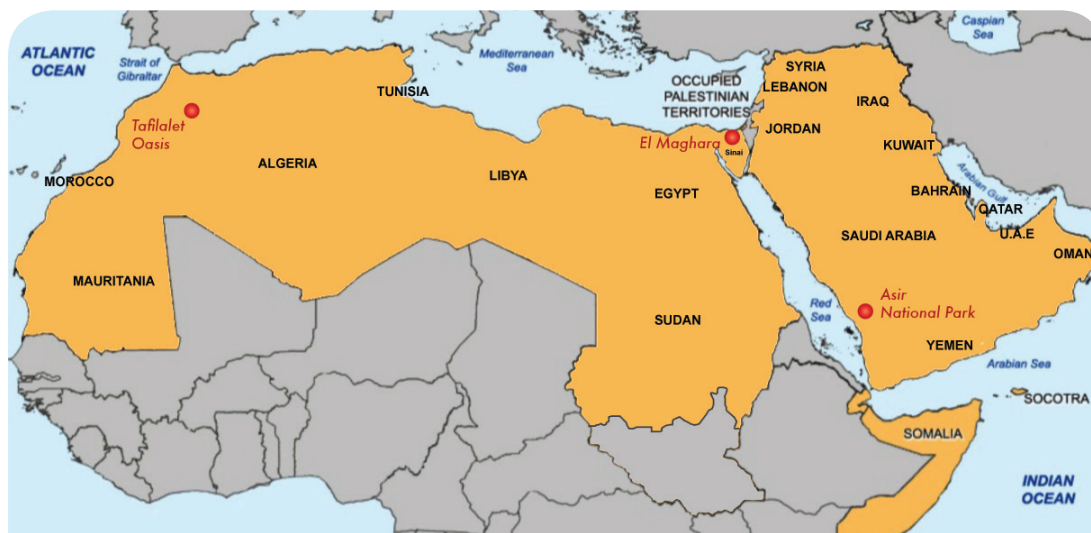 ATLANTIC
OCEAN
Strait of
Gibraltar
Mediterranean
Sea
Caspian
Sea
Tafilalet
Oasis
TUNISIA
OCCUPIED
PALESTINIAN
TERRITORIES
SYRIA
LEBANON
IRAQ
JORDAN
KUWAIT
El Maghara
Sinai
ALGERIA
LIBYA
MOROCCO
EGYPT
BAHRAIN
Arabian Gulf
QATAR
U.A.E
SAUDI ARABIA
OMAN
MAURITANIA
Red
Sea
Asir
National Park
SUDAN
YEMEN
Arabian Sea
SOCOTRA
SOMALIA
INDIAN
OCEAN